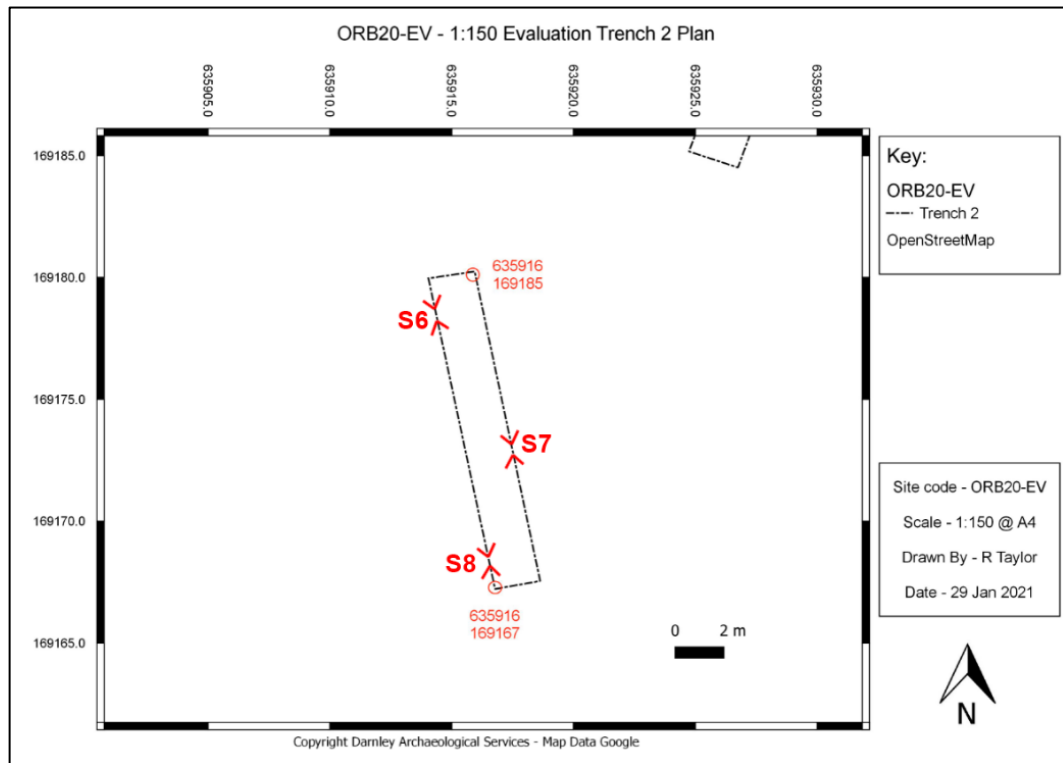 ORB20-EV - 1:150 Evaluation Trench 2 Plan
635905.0
635910.0
635915.0
635920.0
635925.0
635930.0
169185.0
169180.0
169175.0
169170.0
169165.0
635916
169185
S6
S7
S8
635916
169167
0 2 m
Copyright Darnley Archaeological Services - Map Data Google
Key:
ORB20-EV
Trench 2
OpenStreetMap
Site code - ORB20-EV
Scale - 1:150 @ A4
Drawn By - R Taylor
Date - 29 Jan 2021
N